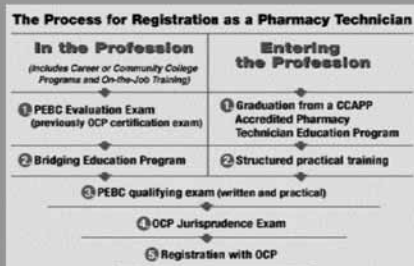 The Process for Registration as a Pharmacy Technician
In the Profession
(Includes Career or Community College
Programs and On-the-Job Training)
1 PEBC Evaluation Exam
(previously OCP certification exam)
2 Bridging Education Program
Entering
the Profession
1 Graduation from a CCAPP
Accredited Pharmacy
Technician Education Program
2 Structured practical training
3 PEBC qualifying exam (written and practical)
4 OCP Jurisprudence Exam
5 Registration with OCP